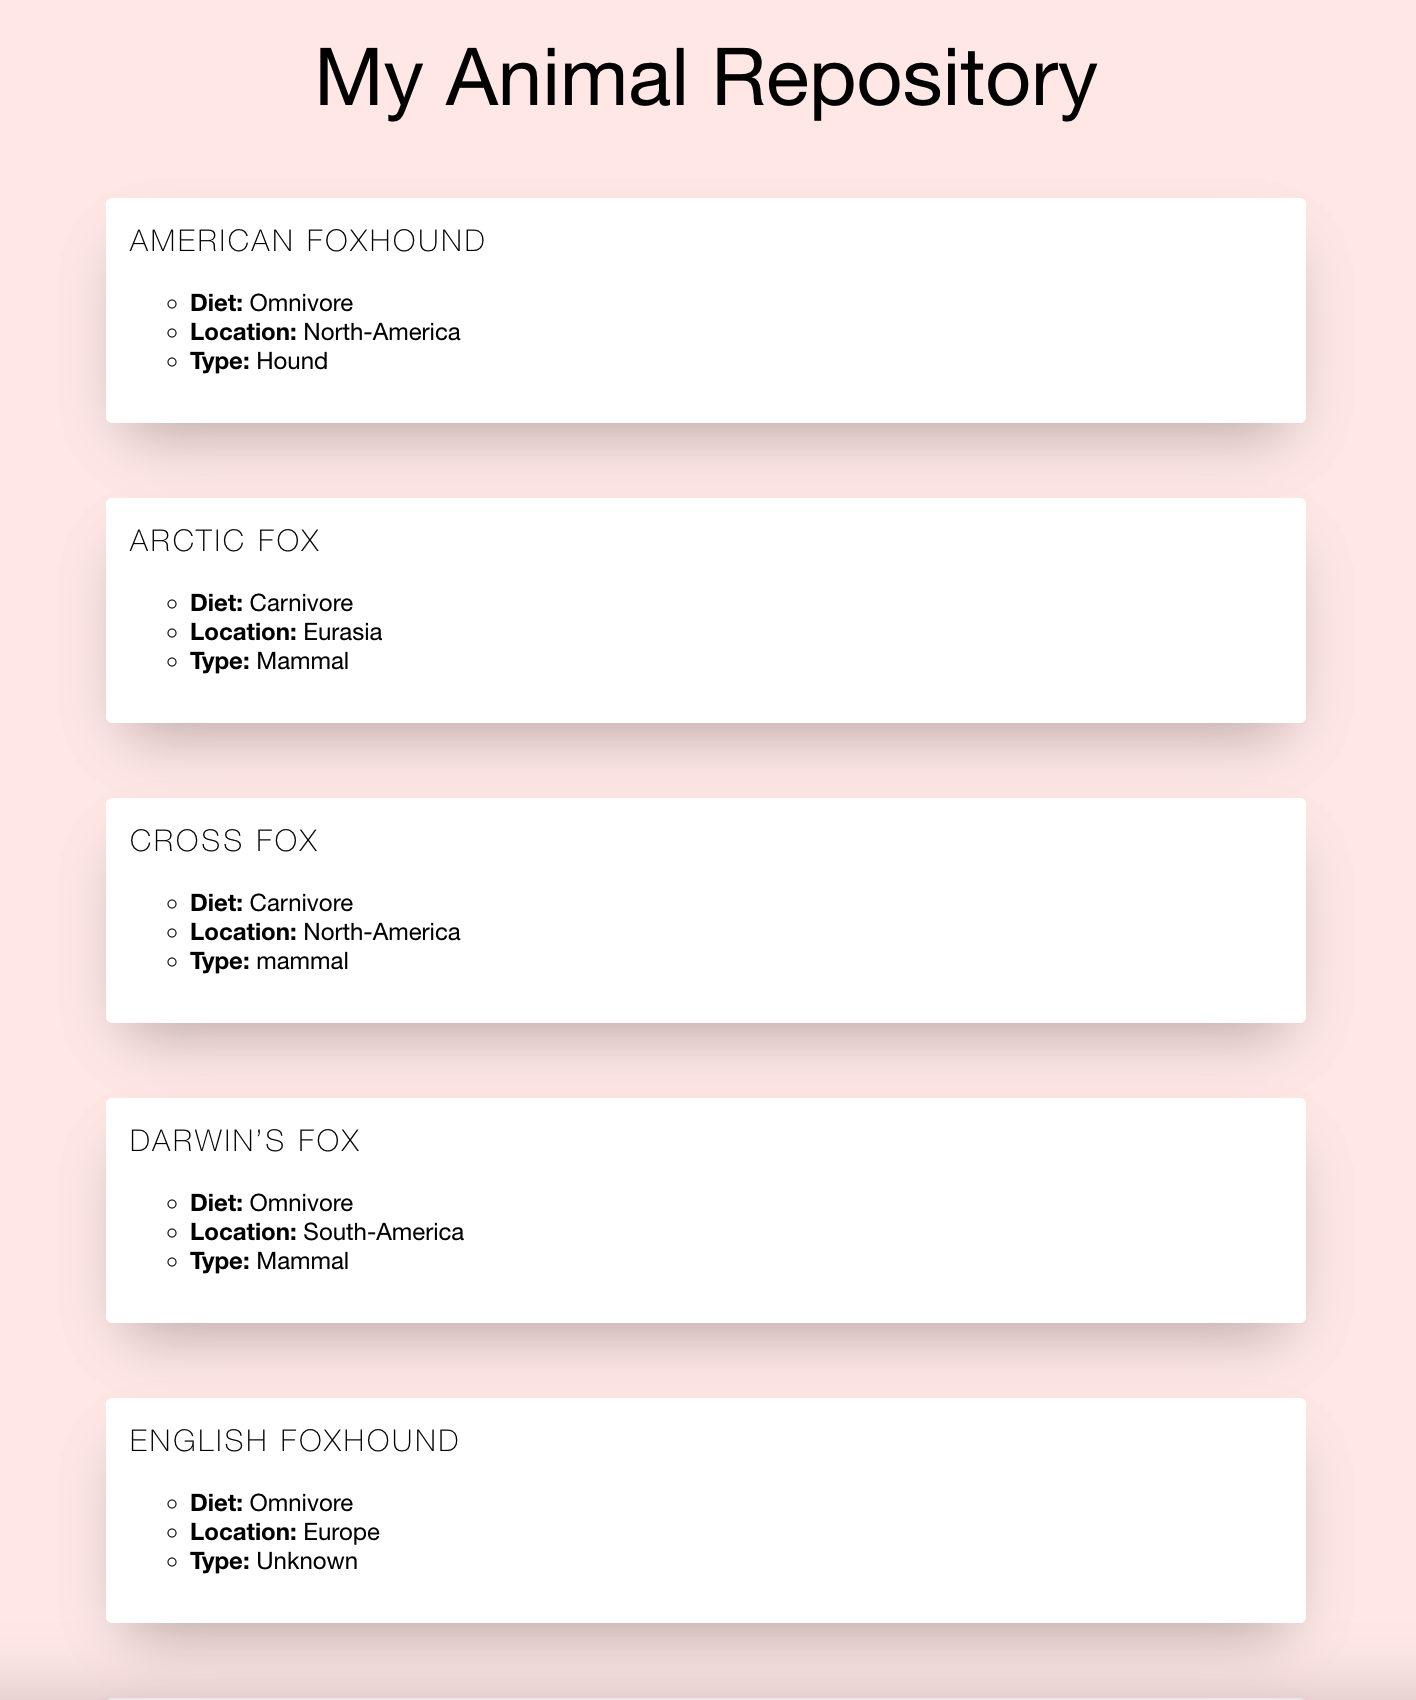 My Animal Repository
AMERICAN FOXHOUND
Diet: Omnivore
Location: North-America
Type: Hound
ARCTIC FOX
Diet: Carnivore
Location: Eurasia
Type: Mammal
CROSS FOX
Diet: Carnivore
Location: North-America
Type: mammal
DARWIN’S FOX
Diet: Omnivore
Location: South-America
Type: Mammal
ENGLISH FOXHOUND
Diet: Omnivore
Location: Europe
Type: Unknown